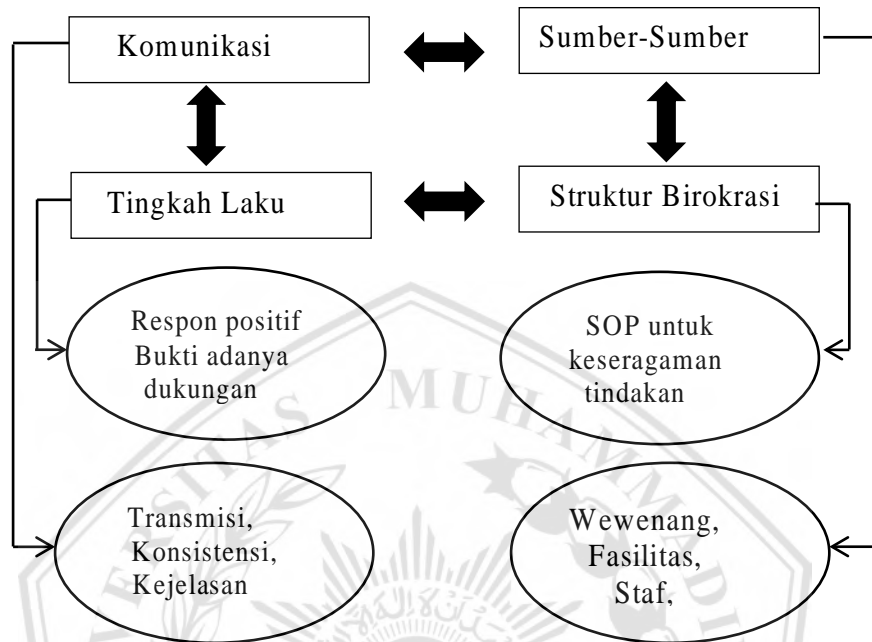 Komunikasi
Sumber-Sumber
Tingkah Laku
Struktur Birokrasi
Respon positif
Bukti adanya
dukungan
SOP untuk
keseragaman
tindakan
Transmisi,
Konsistensi,
Kejelasan
Wewenang,
Fasilitas,
Staf,
MUHAMMADI